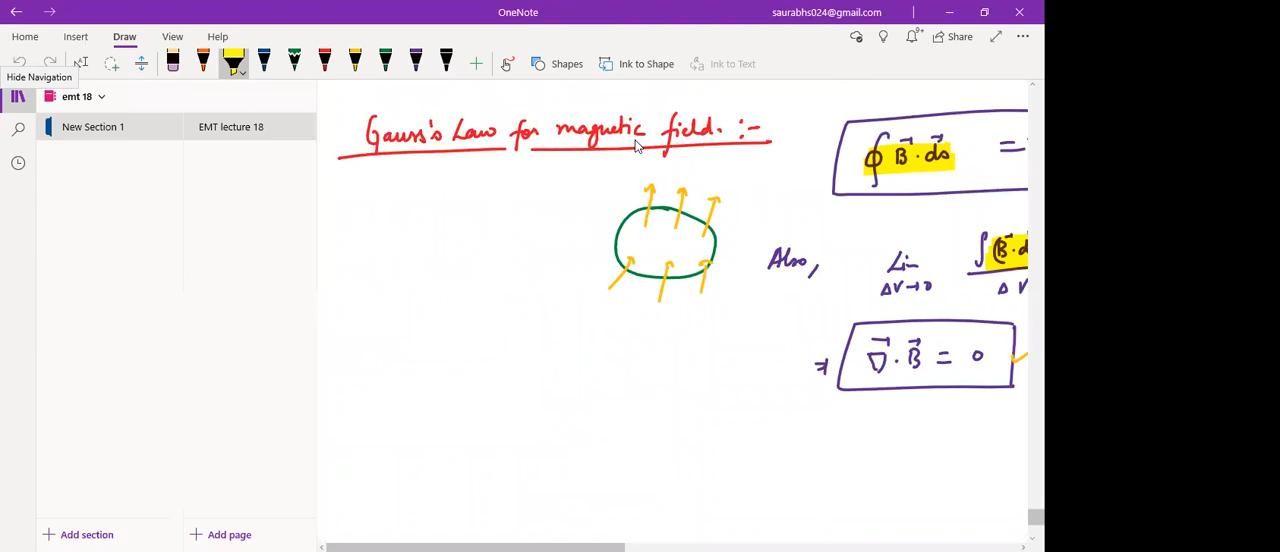 OneNote
saurabhs024@gmail.com
Home Insert Draw View Help
9+
Share
Shapes
Ink to Shape
Ink to Text
Hide Navigation
emt 18
New Section 1
EMT lecture 18
Gauss's Law for magnetic field. :-
∮ B⃗ · ds⃗ =
Also, Lim ΔV→0 ∫(B⃗ · d
Δ V
⇒ ∇⃗ · B⃗ = 0
Add section
Add page